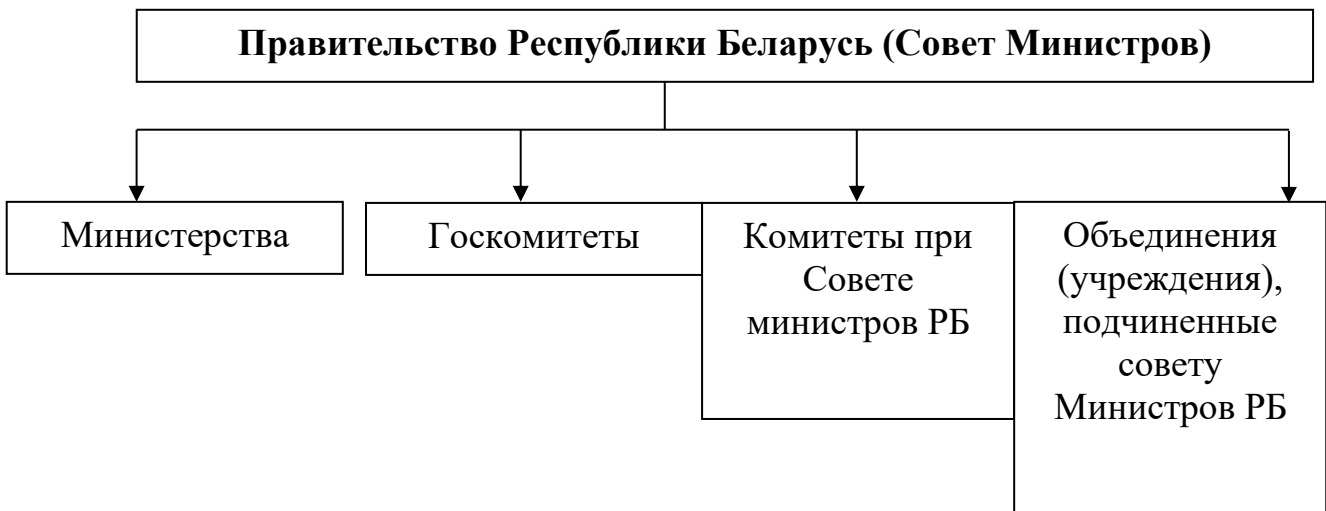 Правительство Республики Беларусь (Совет Министров)
Министерства
Госкомитеты
Комитеты при
Совете
министров РБ
Объединения
(учреждения),
подчиненные
совету
Министров РБ